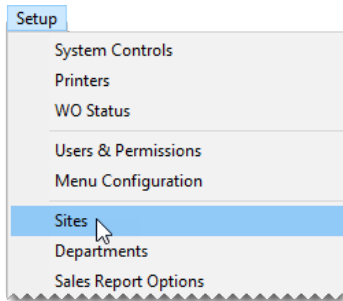 Setup
System Controls
Printers
WO Status
Users & Permissions
Menu Configuration
Sites
Departments
Sales Report Options